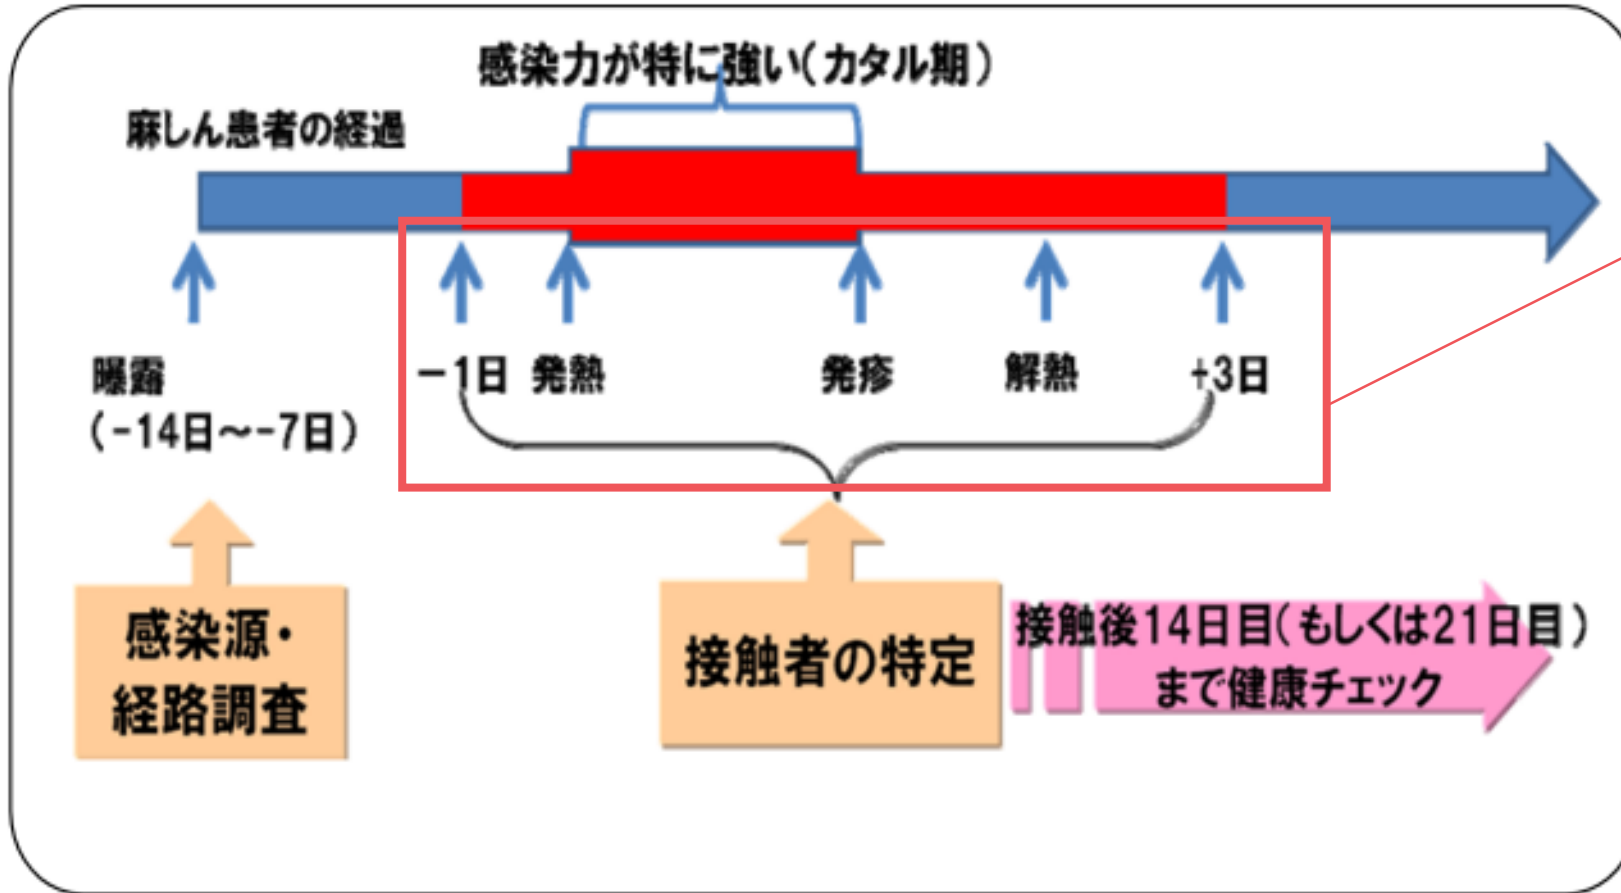 感染力が特に強い（カタル期）
麻しん患者の経過
曝露
（-14日～-7日）
－1日
発熱
発疹
解熱
+3日
感染源・
経路調査
接触者の特定
接触後14日目（もしくは21日目）
まで健康チェック